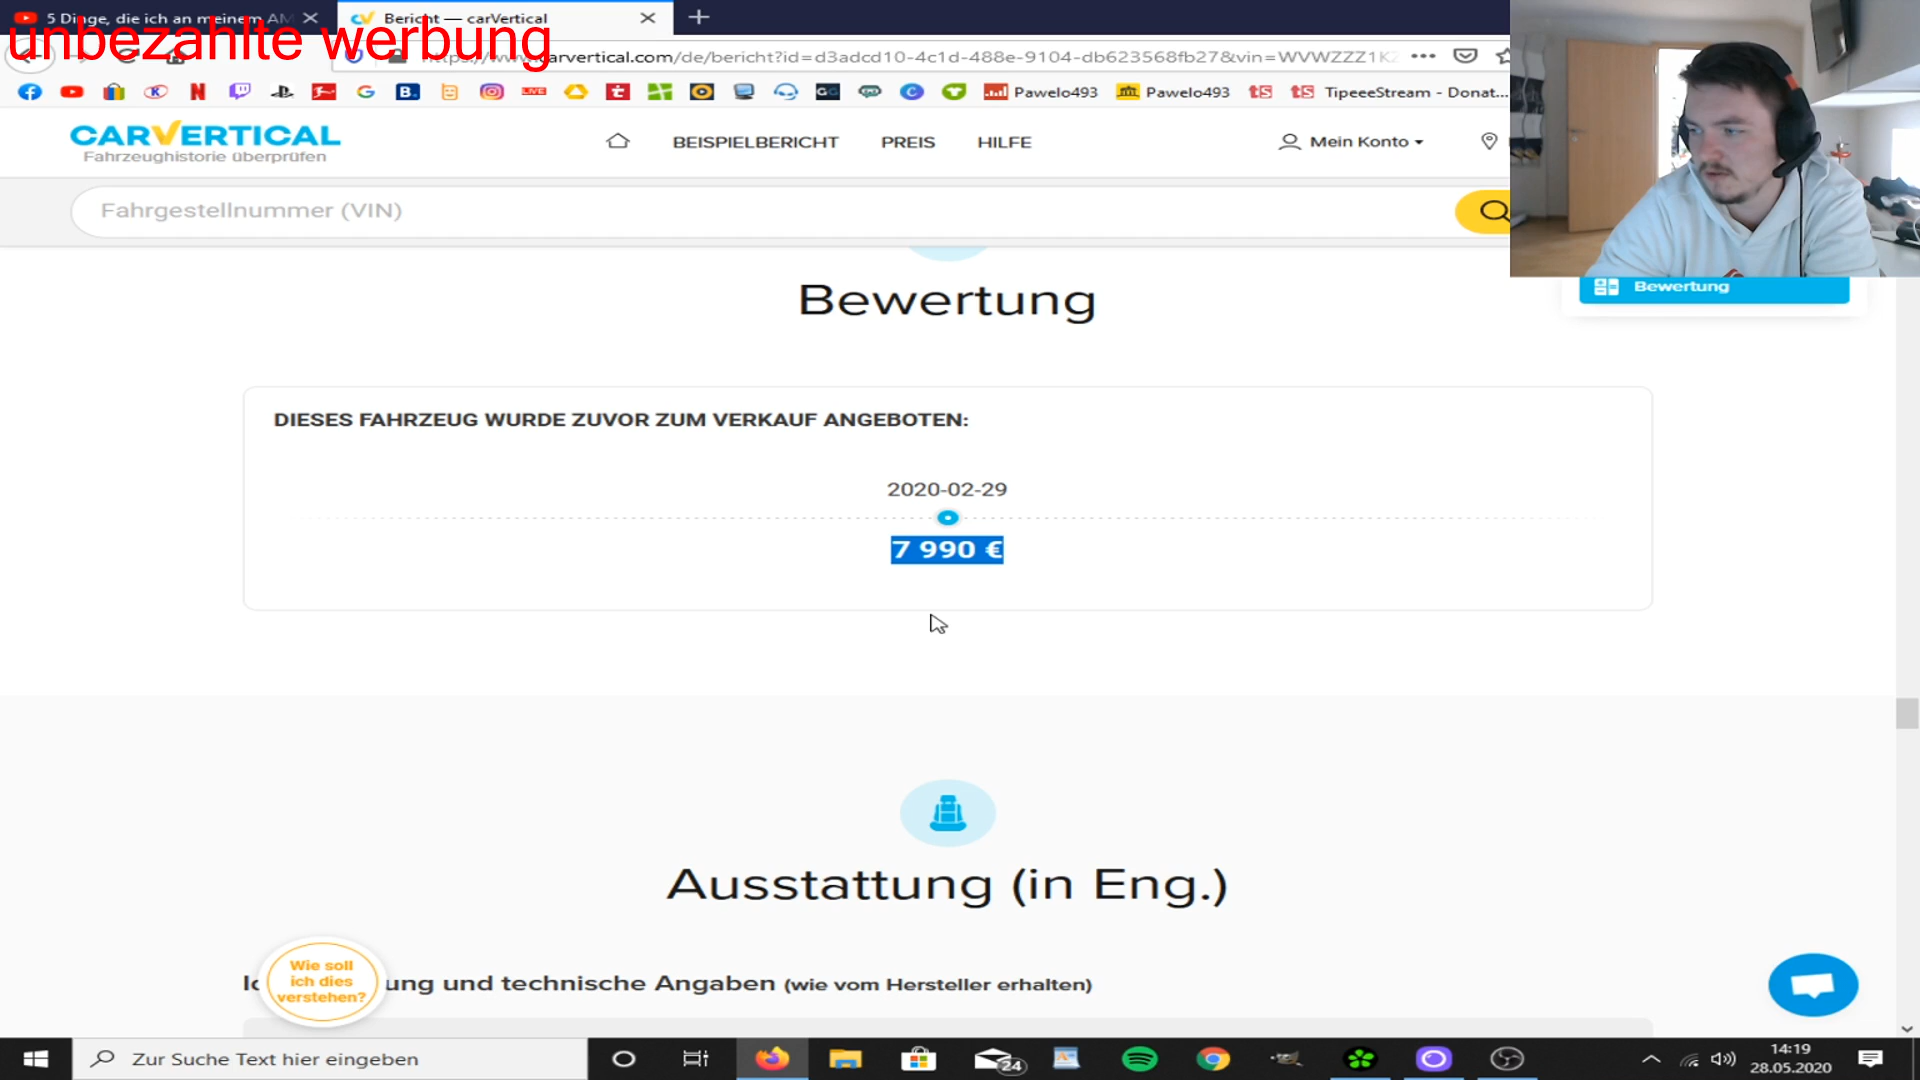 5 Dinge, die ich an meinem AM
Bericht — carVertical
unbezahlte werbung
carvertical.com/de/bericht?id=d3adcd10-4c1d-488e-9104-db623568fb27&vin=WVWZZZ1KZ
Pawelo493
Pawelo493
TipeeeStream - Donat...
CARVERTICAL
Fahrzeughistorie überprüfen
BEISPIELBERICHT
PREIS
HILFE
Mein Konto
Fahrgestellnummer (VIN)
Bewertung
Bewertung
DIESES FAHRZEUG WURDE ZUVOR ZUM VERKAUF ANGEBOTEN:
2020-02-29
7 990 €
Ausstattung (in Eng.)
Wie soll
ich dies
verstehen?
ung und technische Angaben (wie vom Hersteller erhalten)
Zur Suche Text hier eingeben
24
14:19
28.05.2020